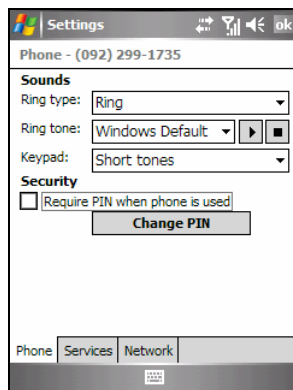 Settings ok
Phone - (092) 299-1735
Sounds
Ring type: Ring
Ring tone: Windows Default
Keypad: Short tones
Security
Require PIN when phone is used
Change PIN
Phone Services Network